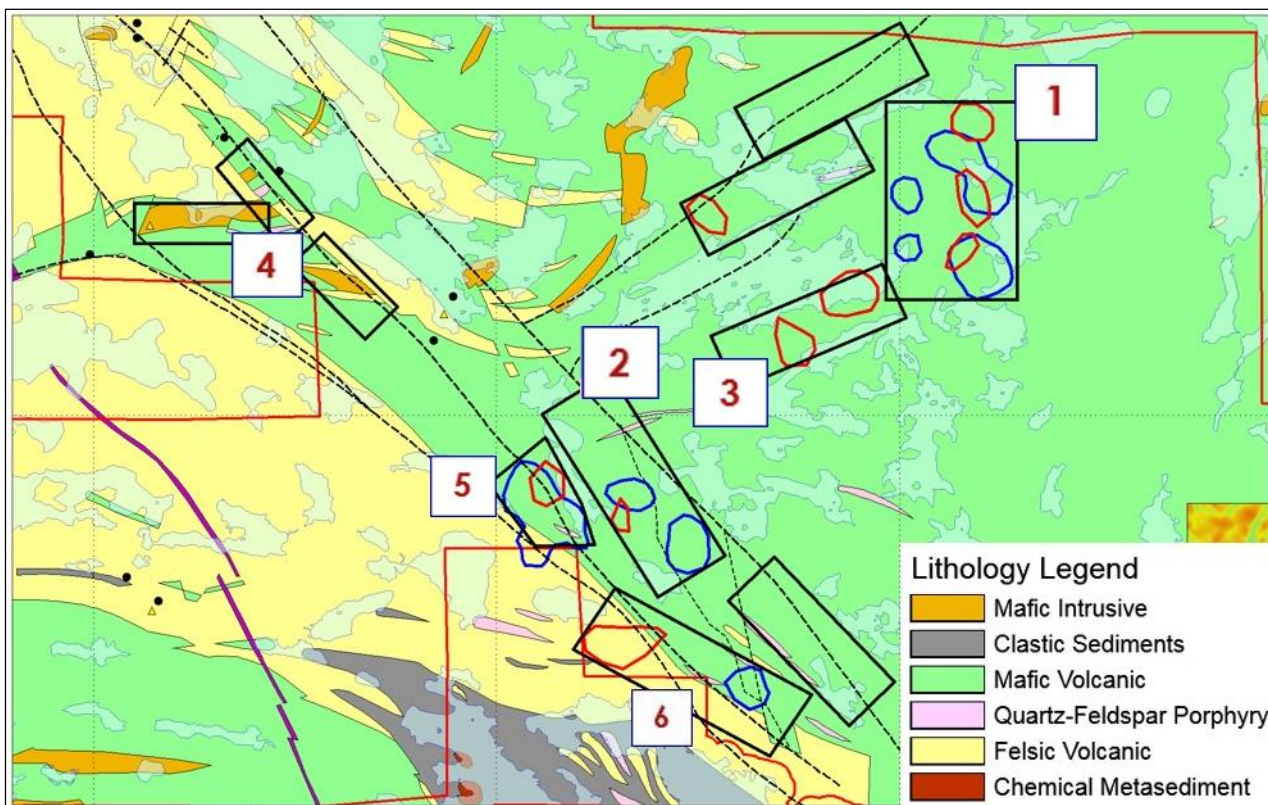 1
2
3
4
5
6
Lithology Legend
Mafic Intrusive
Clastic Sediments
Mafic Volcanic
Quartz-Feldspar Porphyry
Felsic Volcanic
Chemical Metasediment